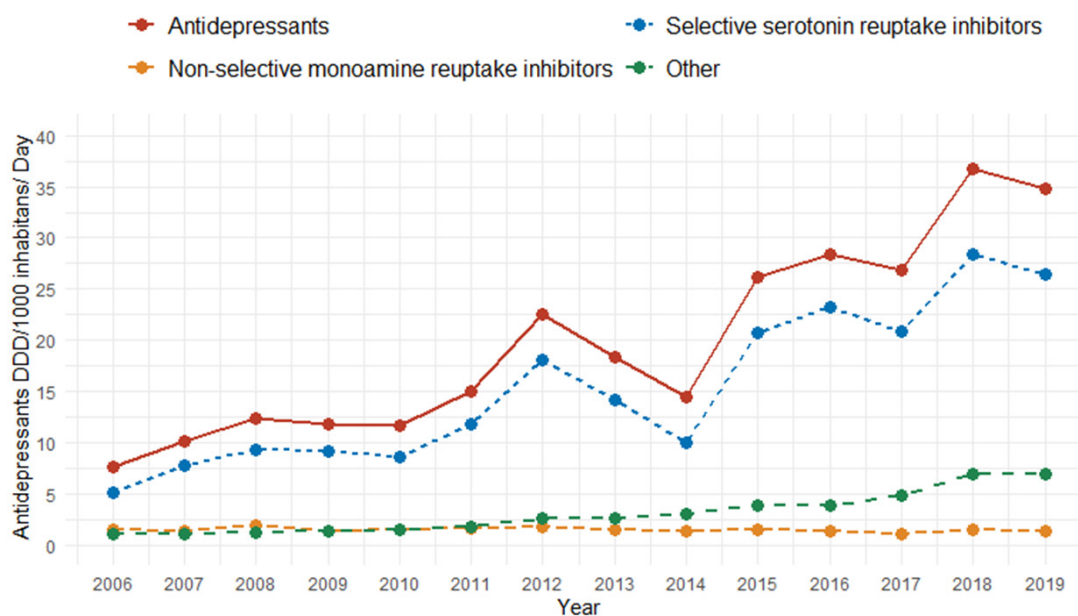 Antidepressants
Selective serotonin reuptake inhibitors
Non-selective monoamine reuptake inhibitors
Other
Antidepressants DDD/1000 inhabitans/ Day
40
35
30
25
20
15
10
5
0
2006 2007 2008 2009 2010 2011 2012 2013 2014 2015 2016 2017 2018 2019
Year